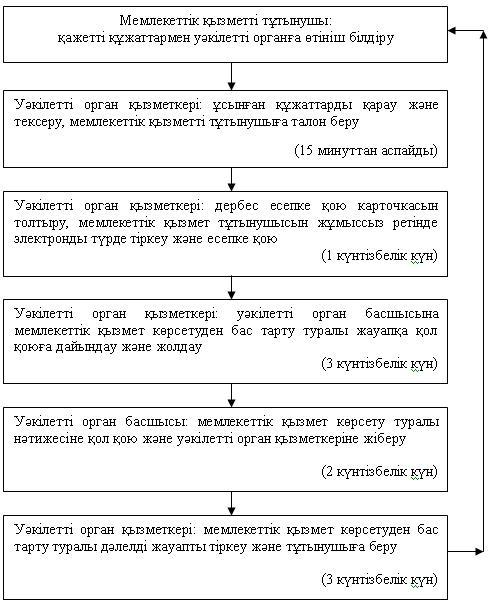 Мемлекеттік қызметті тұтынушы:
қажетті құжаттармен уәкілетті органға өтініш білдіру
Уәкілетті орган қызметкері: ұсынған құжаттарды қарау және
тексеру, мемлекеттік қызметті тұтынушыға талон беру
(15 минуттан аспайды)
Уәкілетті орган қызметкері: дербес есепке қою карточкасын
толтыру, мемлекеттік қызмет тұтынушысын жұмыссыз ретінде
электронды түрде тіркеу және есепке қою
(1 күнтізбелік күн)
Уәкілетті орган қызметкері: уәкілетті орган басшысына
мемлекеттік қызмет көрсетуден бас тарту туралы жауапқа қол
қоюға дайындау және жолдау
(3 күнтізбелік күн)
Уәкілетті орган басшысы: мемлекеттік қызмет көрсету туралы
нәтижесіне қол қою және уәкілетті орган қызметкеріне жіберу
(2 күнтізбелік күн)
Уәкілетті орган қызметкері: мемлекеттік қызмет көрсетуден бас
тарту туралы дәлелді жауапты тіркеу және тұтынушыға беру
(3 күнтізбелік күн)